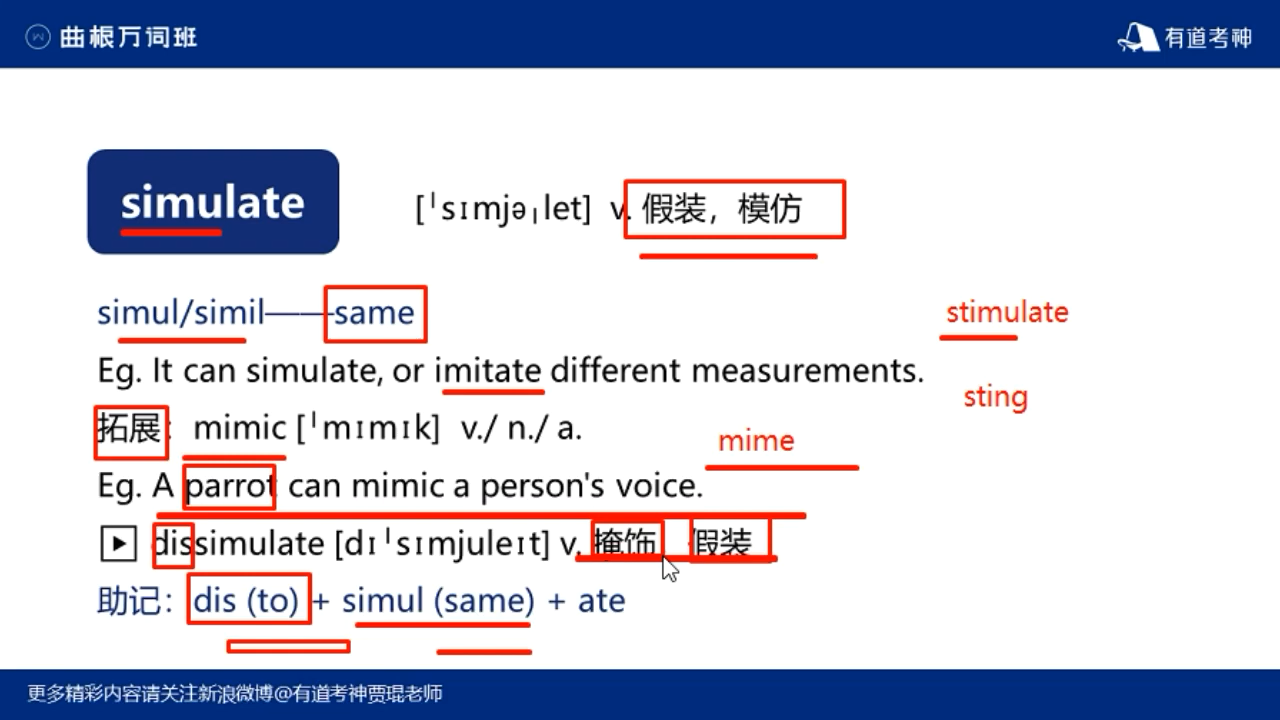 曲根万词班
有道考神
simulate
[ˈsɪmjəˌlet] v. 假装，模仿
simul/simil——same
stimulate
Eg. It can simulate, or imitate different measurements.
sting
拓展：mimic [ˈmɪmɪk] v./ n./ a.
mime
Eg. A parrot can mimic a person's voice.
dissimulate [dɪˈsɪmjuleɪt] v. 掩饰 假装
助记：dis (to) + simul (same) + ate
更多精彩内容请关注新浪微博@有道考神贾琨老师